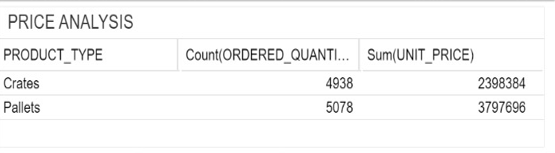 PRICE ANALYSIS
PRODUCT_TYPE Count(ORDERED_QUANTI... Sum(UNIT_PRICE)
Crates 4938 2398384
Pallets 5078 3797696